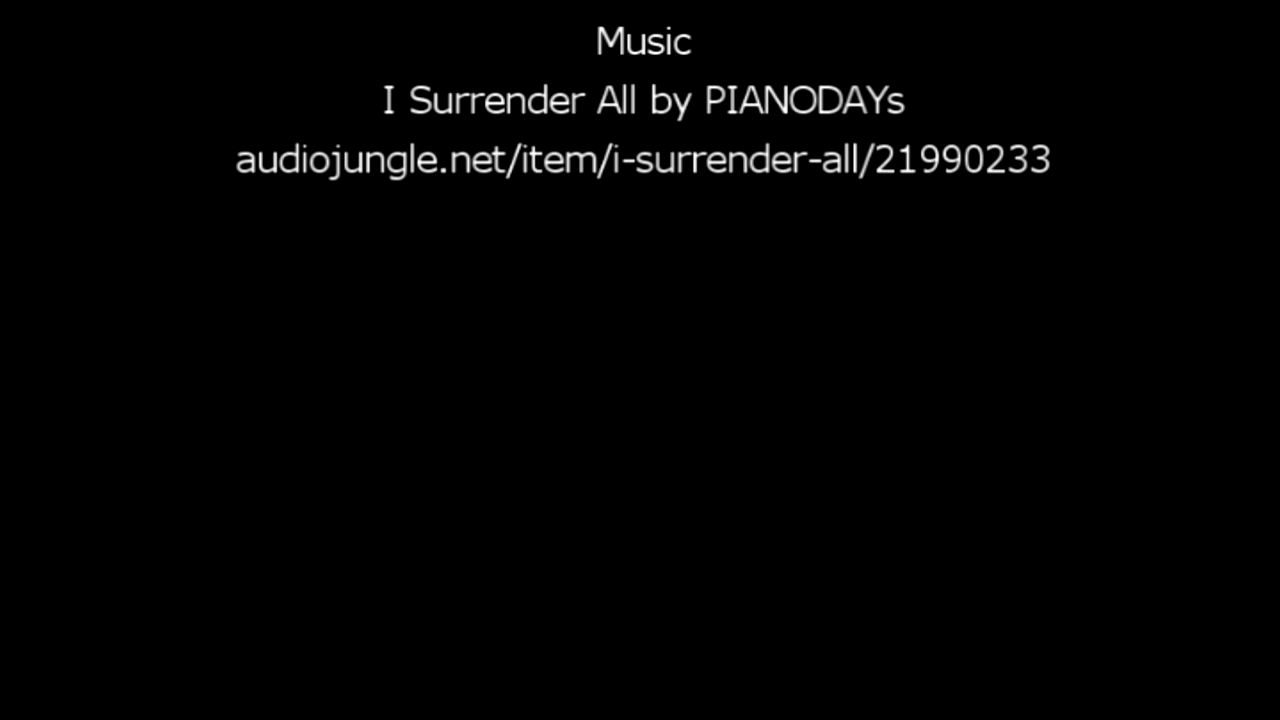 Music
I Surrender All by PIANODAYs
audiojungle.net/item/i-surrender-all/21990233